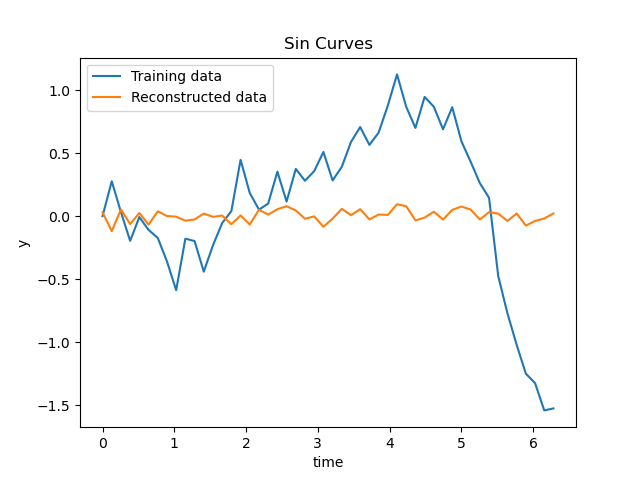 Sin Curves
Training data
Reconstructed data
1.0
0.5
0.0
−0.5
−1.0
−1.5
y
0 1 2 3 4 5 6
time